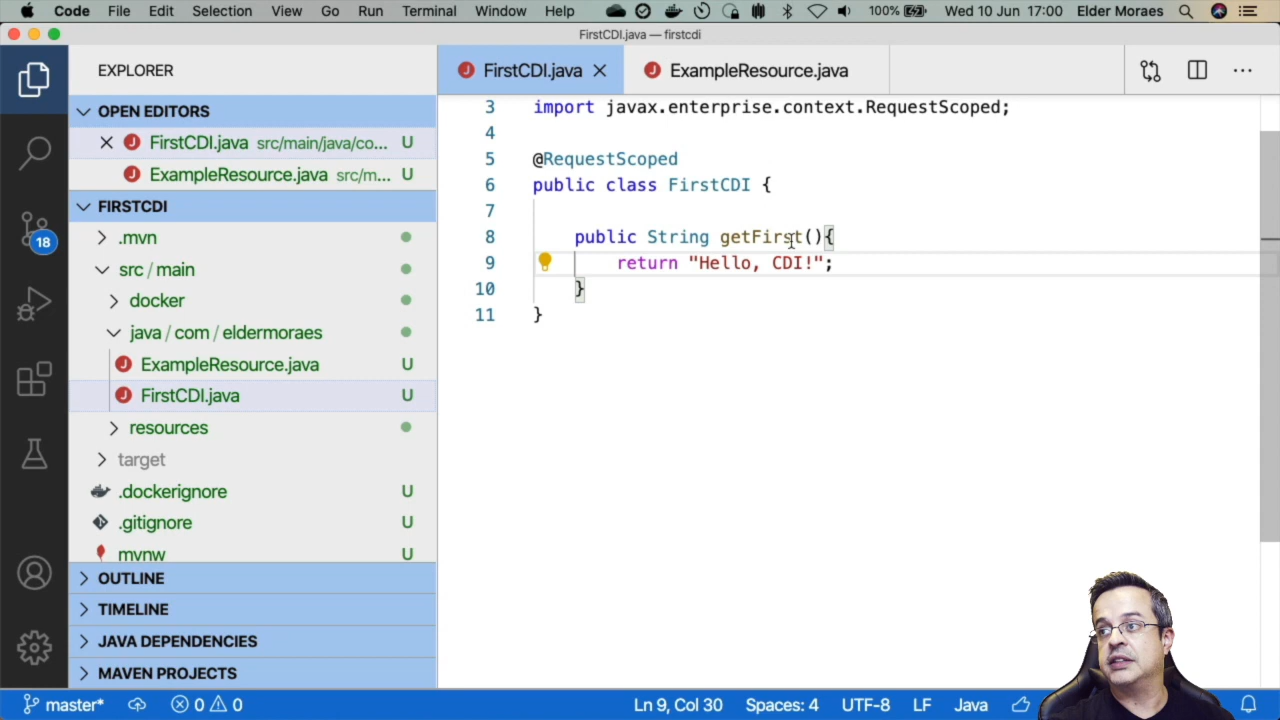 Code File Edit Selection View Go Run Terminal Window Help 100% Wed 10 Jun 17:00 Elder Moraes
FirstCDI.java — firstcdi
EXPLORER
OPEN EDITORS
FirstCDI.java src/main/java/co... U
ExampleResource.java src/m... U
FIRSTCDI
.mvn
src / main
docker
java / com / eldermoraes
ExampleResource.java U
FirstCDI.java U
resources
target
.dockerignore U
.gitignore U
mvnw U
OUTLINE
TIMELINE
JAVA DEPENDENCIES
MAVEN PROJECTS
18
FirstCDI.java ExampleResource.java
3 import javax.enterprise.context.RequestScoped;
4
5 @RequestScoped
6 public class FirstCDI {
7
8 public String getFirst(){
9 return "Hello, CDI!";
10 }
11 }
master* 0 0 Ln 9, Col 30 Spaces: 4 UTF-8 LF Java